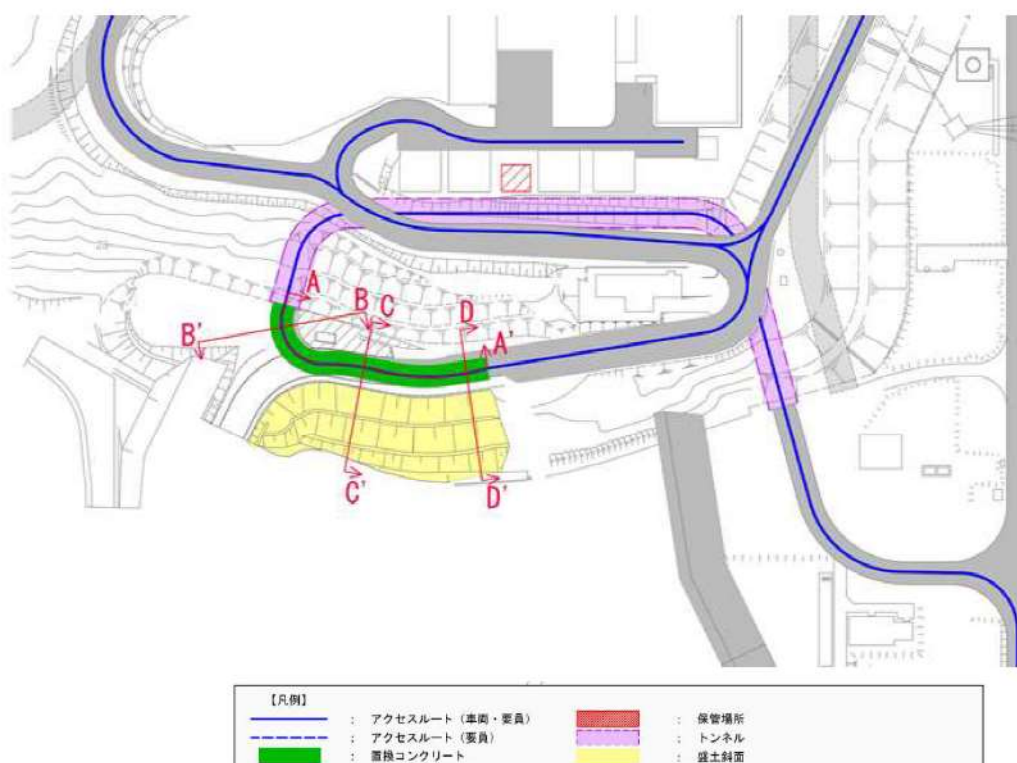 A
B
C
D
B'
A'
C'
D'
【凡例】
： アクセスルート（車両・要員）
： 保管場所
： アクセスルート（要員）
： トンネル
： 置換コンクリート
： 盛土斜面